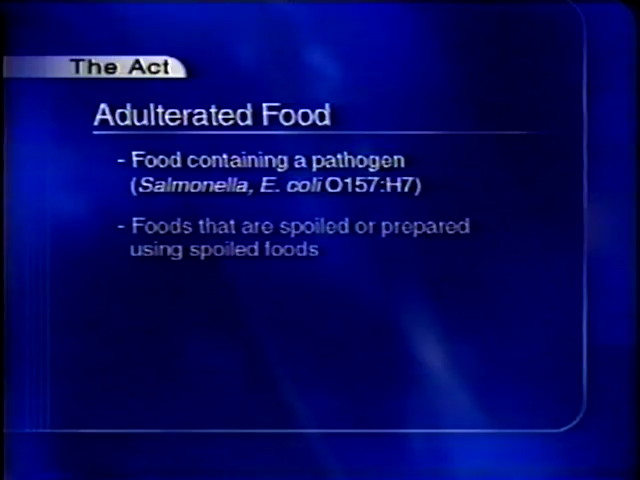 The Act
Adulterated Food
- Food containing a pathogen
(Salmonella, E. coli O157:H7)
- Foods that are spoiled or prepared
using spoiled foods